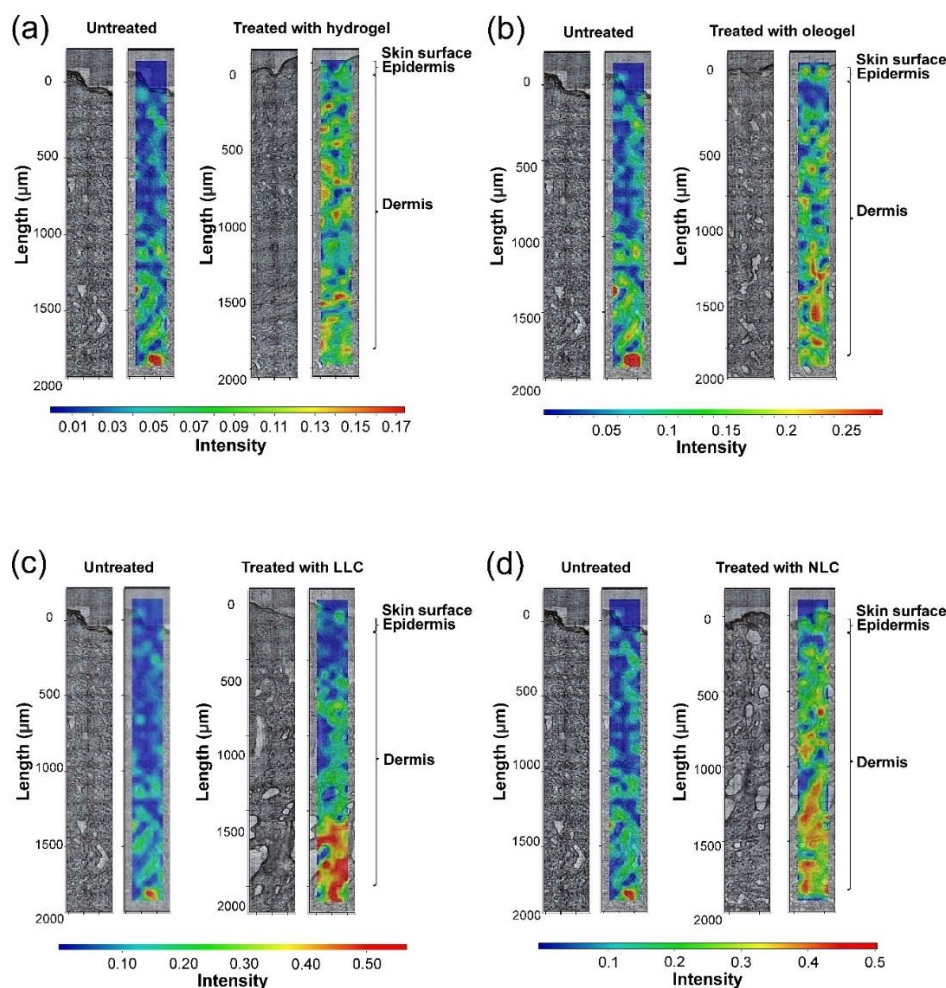 (a)
Untreated
Treated with hydrogel
Skin surface
Epidermis
Dermis
Length (µm)
0
500
1000
1500
2000
Length (µm)
0
500
1000
1500
2000
0.01 0.03 0.05 0.07 0.09 0.11 0.13 0.15 0.17
Intensity
(b)
Untreated
Treated with oleogel
Skin surface
Epidermis
Dermis
Length (µm)
0
500
1000
1500
2000
Length (µm)
0
500
1000
1500
2000
0.05 0.1 0.15 0.2 0.25
Intensity
(c)
Untreated
Treated with LLC
Skin surface
Epidermis
Dermis
Length (µm)
0
500
1000
1500
2000
Length (µm)
0
500
1000
1500
2000
0.10 0.20 0.30 0.40 0.50
Intensity
(d)
Untreated
Treated with NLC
Skin surface
Epidermis
Dermis
Length (µm)
0
500
1000
1500
2000
Length (µm)
0
500
1000
1500
2000
0.1 0.2 0.3 0.4 0.5
Intensity